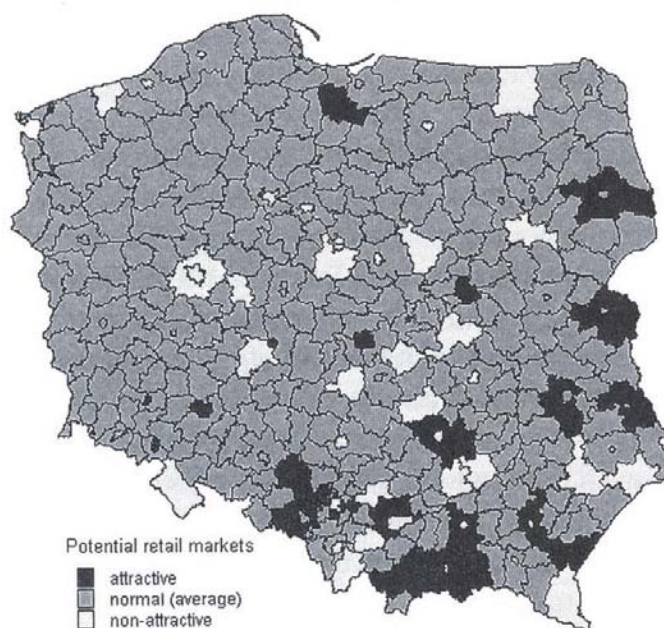 Potential retail markets
attractive
normal (average)
non-attractive